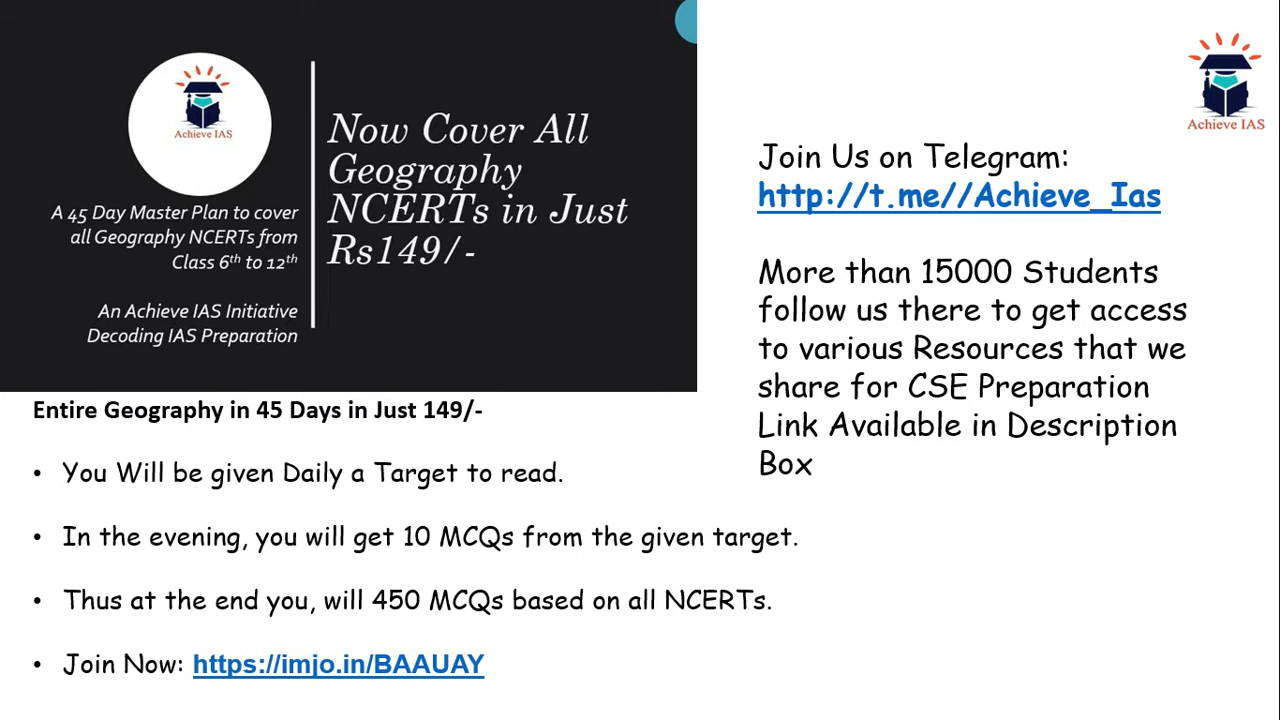 Achieve IAS
A 45 Day Master Plan to cover
all Geography NCERTs from
Class 6th to 12th
An Achieve IAS Initiative
Decoding IAS Preparation
Now Cover All
Geography
NCERTs in Just
Rs149/-
Entire Geography in 45 Days in Just 149/-
• You Will be given Daily a Target to read.
• In the evening, you will get 10 MCQs from the given target.
• Thus at the end you, will 450 MCQs based on all NCERTs.
• Join Now: https://imjo.in/BAAUAY
Achieve IAS
Join Us on Telegram:
http://t.me//Achieve_Ias
More than 15000 Students
follow us there to get access
to various Resources that we
share for CSE Preparation
Link Available in Description
Box